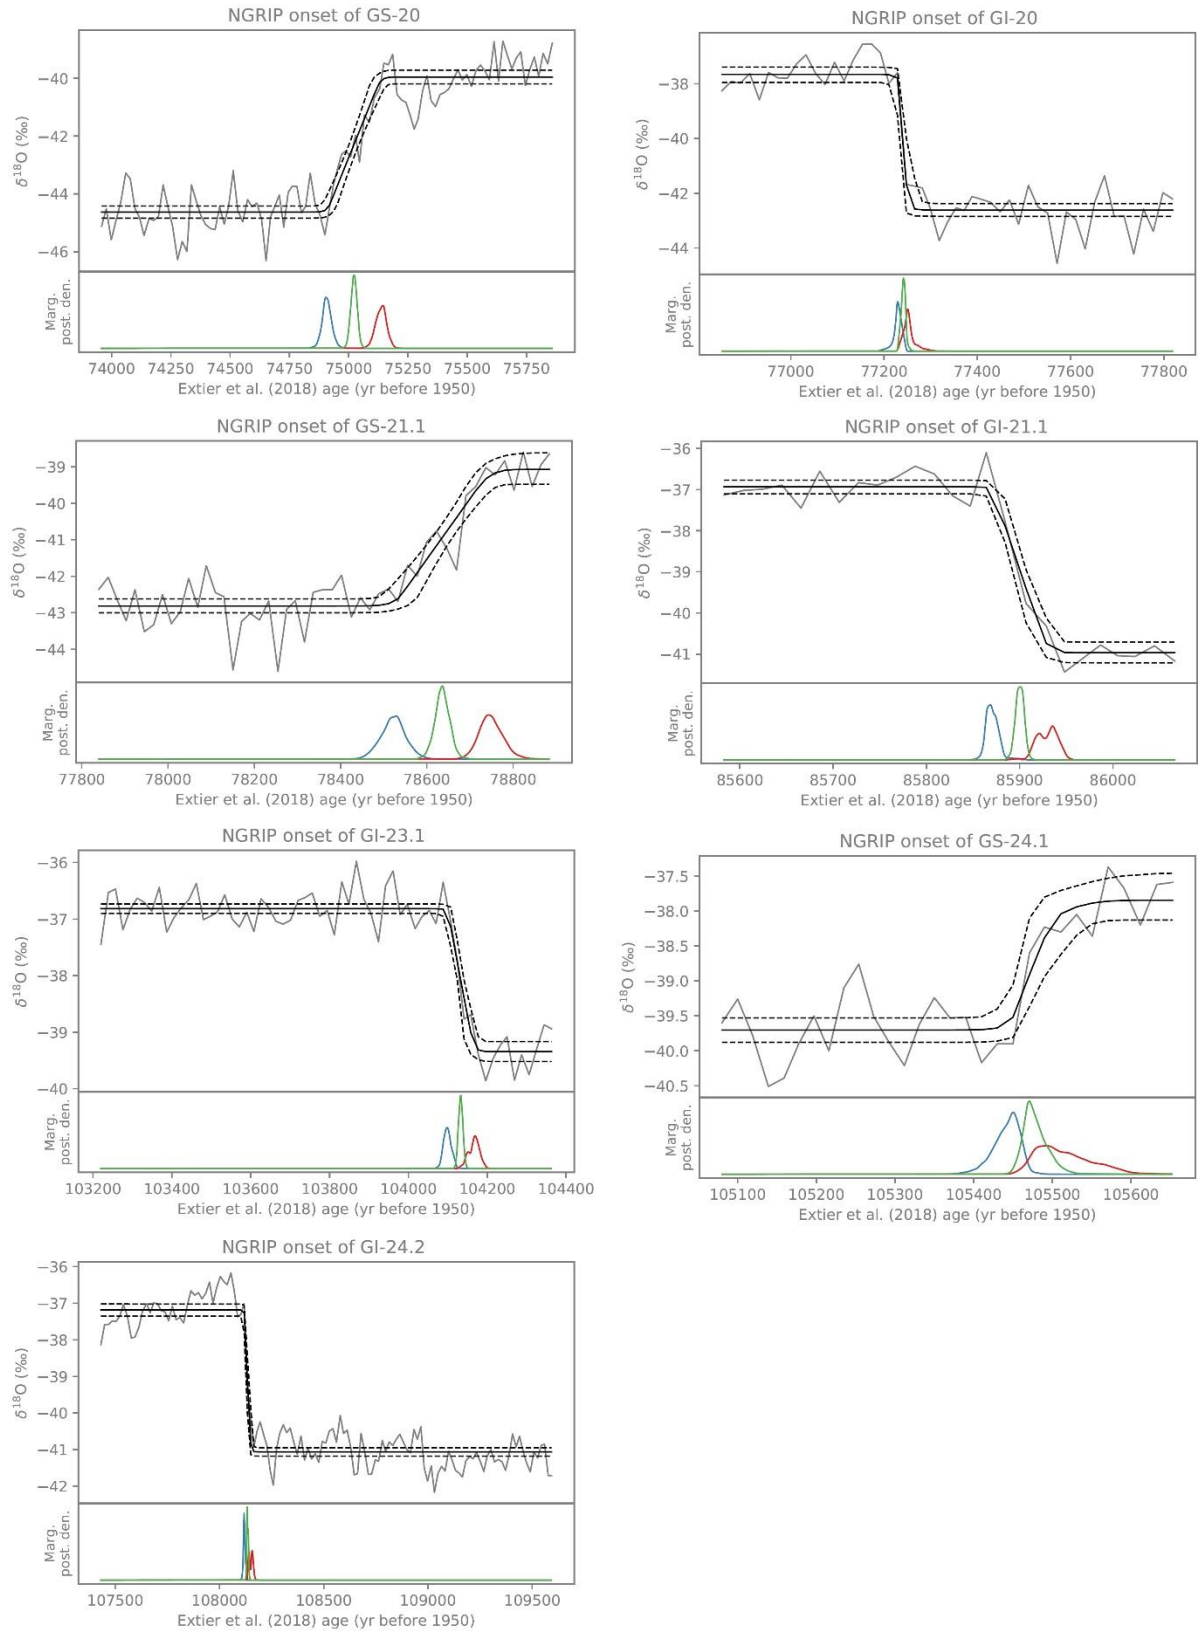 NGRIP onset of GS-20
−40
−42
−44
−46
δ¹⁸O (‰)
Marg.
post. den.
74000 74250 74500 74750 75000 75250 75500 75750
Extier et al. (2018) age (yr before 1950)
NGRIP onset of GI-20
−38
−40
−42
−44
δ¹⁸O (‰)
Marg.
post. den.
77000 77200 77400 77600 77800
Extier et al. (2018) age (yr before 1950)
NGRIP onset of GS-21.1
−39
−40
−41
−42
−43
−44
δ¹⁸O (‰)
Marg.
post. den.
77800 78000 78200 78400 78600 78800
Extier et al. (2018) age (yr before 1950)
NGRIP onset of GI-21.1
−36
−37
−38
−39
−40
−41
δ¹⁸O (‰)
Marg.
post. den.
85600 85700 85800 85900 86000
Extier et al. (2018) age (yr before 1950)
NGRIP onset of GI-23.1
−36
−37
−38
−39
−40
δ¹⁸O (‰)
Marg.
post. den.
103200 103400 103600 103800 104000 104200 104400
Extier et al. (2018) age (yr before 1950)
NGRIP onset of GS-24.1
−37.5
−38.0
−38.5
−39.0
−39.5
−40.0
−40.5
δ¹⁸O (‰)
Marg.
post. den.
105100 105200 105300 105400 105500 105600
Extier et al. (2018) age (yr before 1950)
NGRIP onset of GI-24.2
−36
−37
−38
−39
−40
−41
−42
δ¹⁸O (‰)
Marg.
post. den.
107500 108000 108500 109000 109500
Extier et al. (2018) age (yr before 1950)